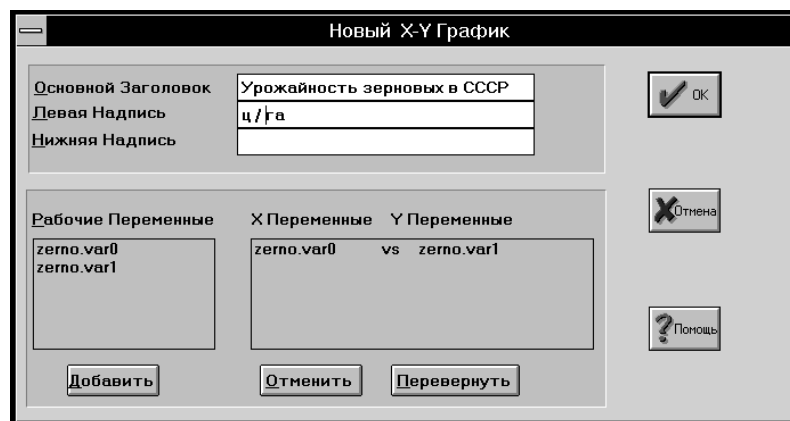 Новый X-Y График
Основной Заголовок Урожайность зерновых в СССР
Левая Надпись ц/га
Нижняя Надпись
OK
Отмена
Помощь
Рабочие Переменные X Переменные Y Переменные
zerno.var0 zerno.var0 vs zerno.var1
zerno.var1
Добавить Отменить Перевернуть